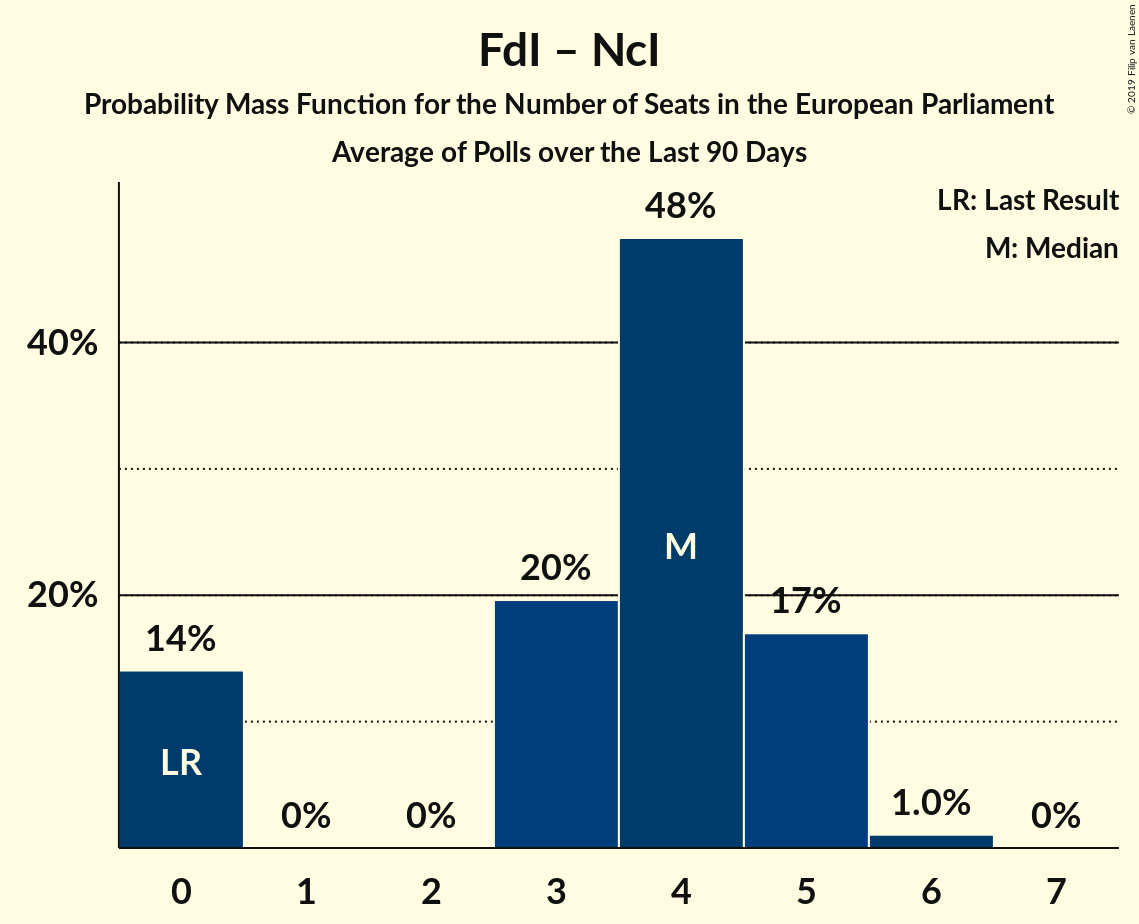 FdI – NcI
Probability Mass Function for the Number of Seats in the European Parliament
Average of Polls over the Last 90 Days
© 2019 Filip van Laenen
LR: Last Result
M: Median
48%
40%
M
20%
20%
17%
14%
LR
0%
0%
1.0%
0%
0 1 2 3 4 5 6 7